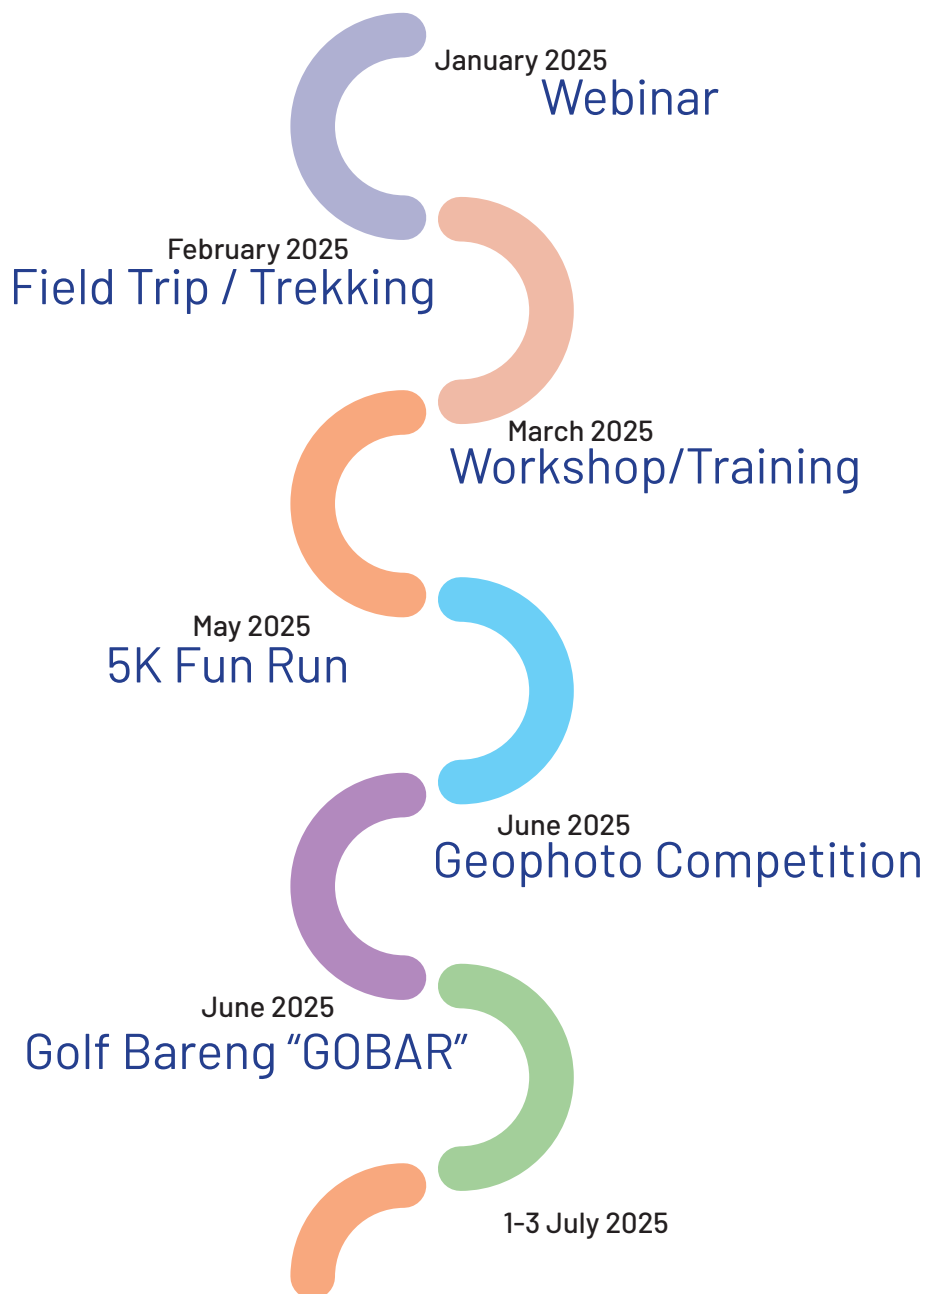 January 2025
Webinar
February 2025
Field Trip / Trekking
March 2025
Workshop/Training
May 2025
5K Fun Run
June 2025
Geophoto Competition
June 2025
Golf Bareng “GOBAR”
1-3 July 2025